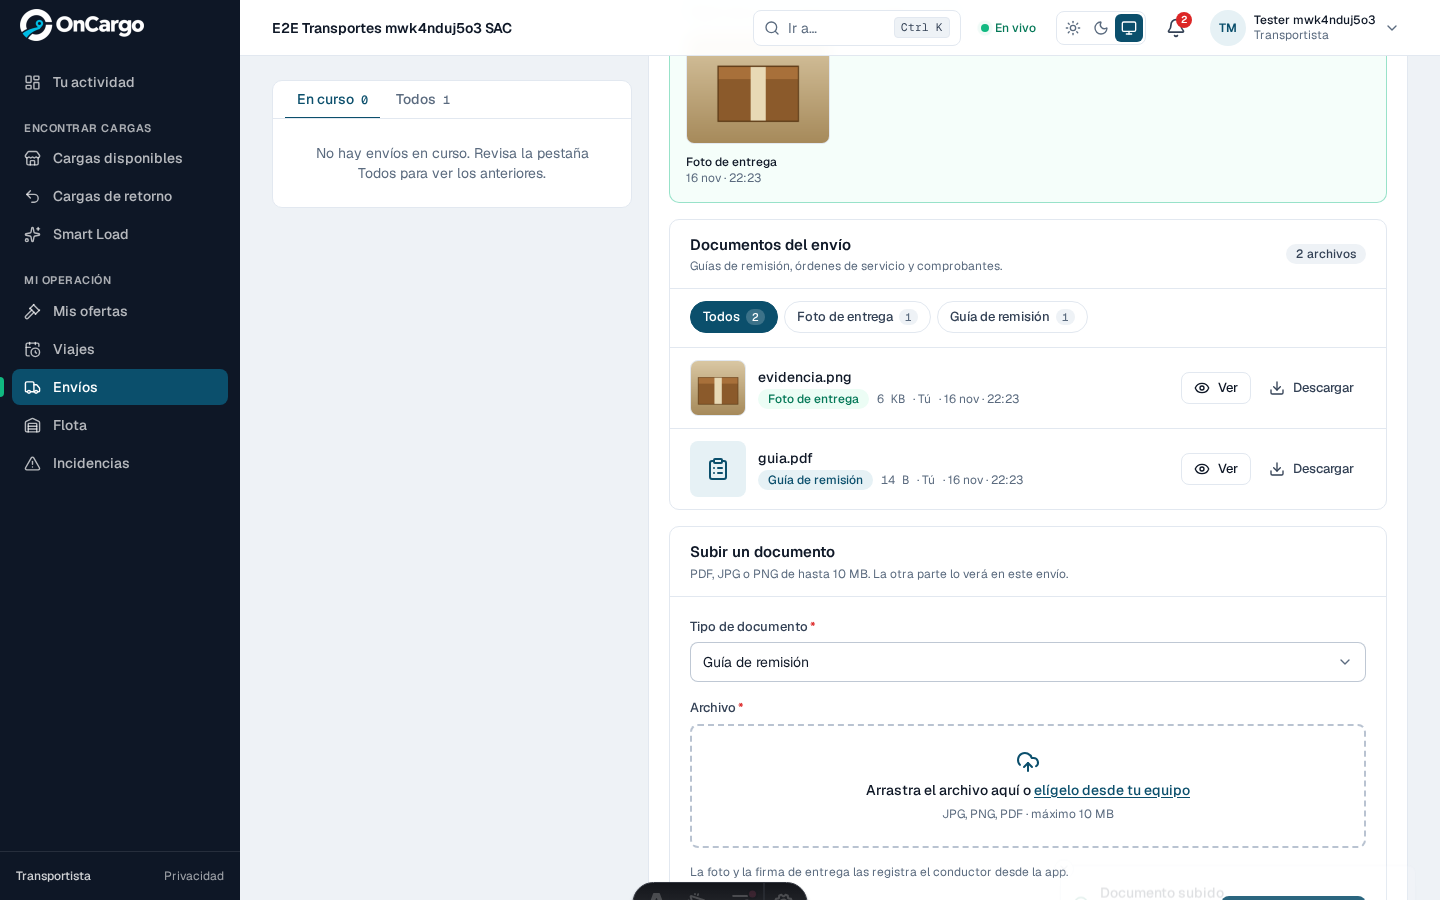 OnCargo
E2E Transportes mwk4nduj5o3 SAC
Ir a...
Ctrl K
En vivo
2
TM
Tester mwk4nduj5o3
Transportista
Tu actividad
ENCONTRAR CARGAS
Cargas disponibles
Cargas de retorno
Smart Load
MI OPERACIÓN
Mis ofertas
Viajes
Envíos
Flota
Incidencias
Transportista
Privacidad
En curso 0
Todos 1
No hay envíos en curso. Revisa la pestaña
Todos para ver los anteriores.
Foto de entrega
16 nov · 22:23
Documentos del envío
Guías de remisión, órdenes de servicio y comprobantes.
2 archivos
Todos 2
Foto de entrega 1
Guía de remisión 1
evidencia.png
Foto de entrega 6 KB · Tú · 16 nov · 22:23
Ver
Descargar
guia.pdf
Guía de remisión 14 B · Tú · 16 nov · 22:23
Ver
Descargar
Subir un documento
PDF, JPG o PNG de hasta 10 MB. La otra parte lo verá en este envío.
Tipo de documento *
Guía de remisión
Archivo *
Arrastra el archivo aquí o elígelo desde tu equipo
JPG, PNG, PDF · máximo 10 MB
La foto y la firma de entrega las registra el conductor desde la app.
Documento subido